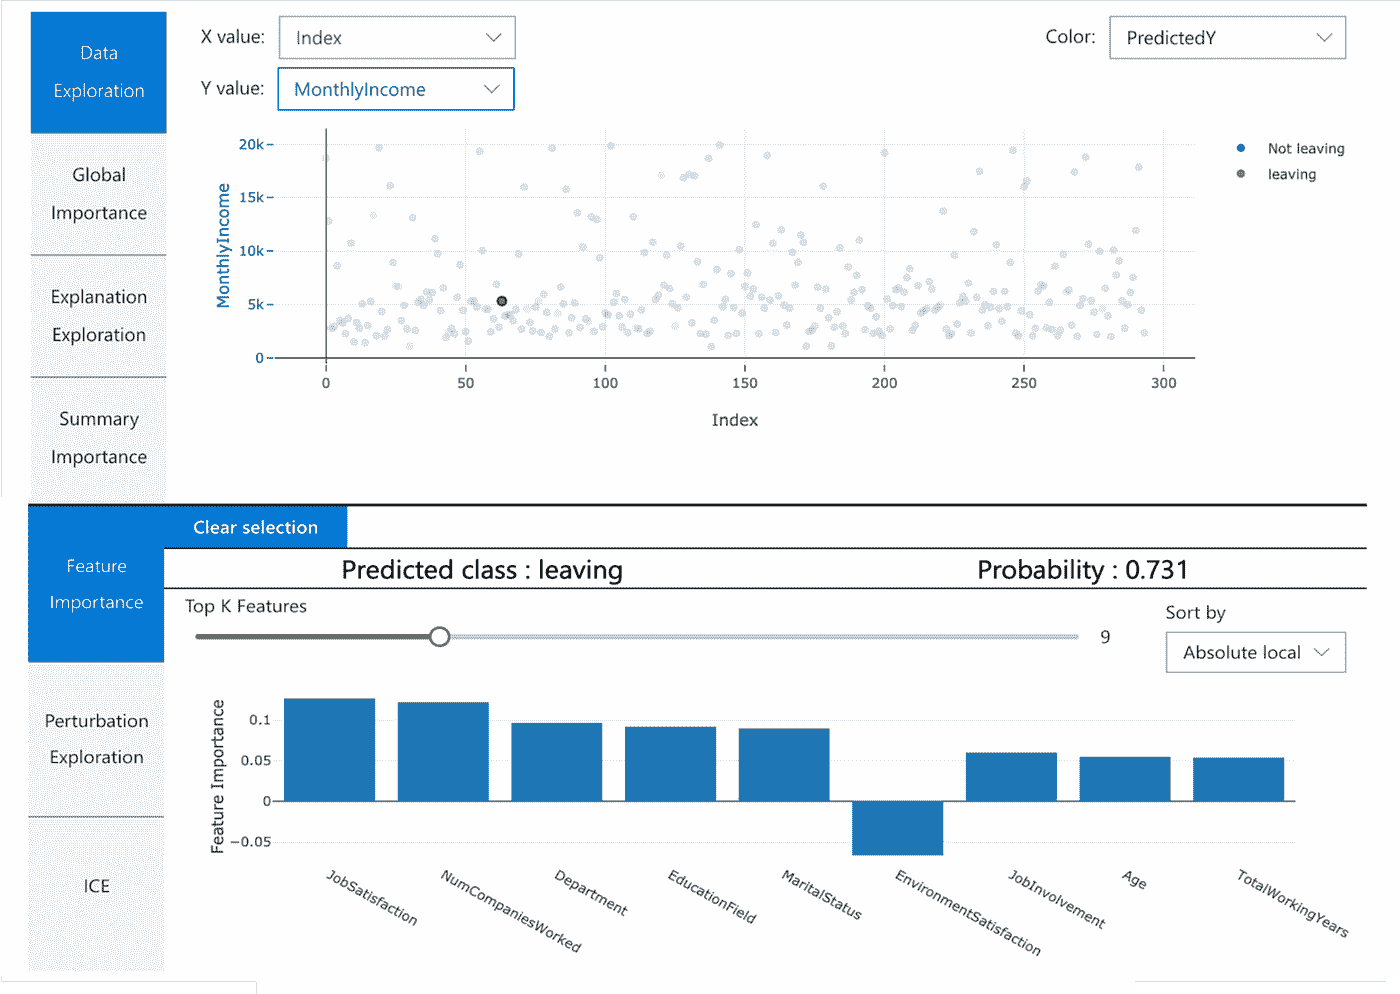 Data
Exploration
Global
Importance
Explanation
Exploration
Summary
Importance
X value:
Index
Y value:
MonthlyIncome
Color:
PredictedY
MonthlyIncome
20k
15k
10k
5k
0
0 50 100 150 200 250 300
Index
Not leaving
leaving
Clear selection
Feature
Importance
Perturbation
Exploration
ICE
Predicted class : leaving
Probability : 0.731
Top K Features
9
Sort by
Absolute local
Feature Importance
0.1
0.05
0
−0.05
JobSatisfaction
NumCompaniesWorked
Department
EducationField
MaritalStatus
EnvironmentSatisfaction
JobInvolvement
Age
TotalWorkingYears